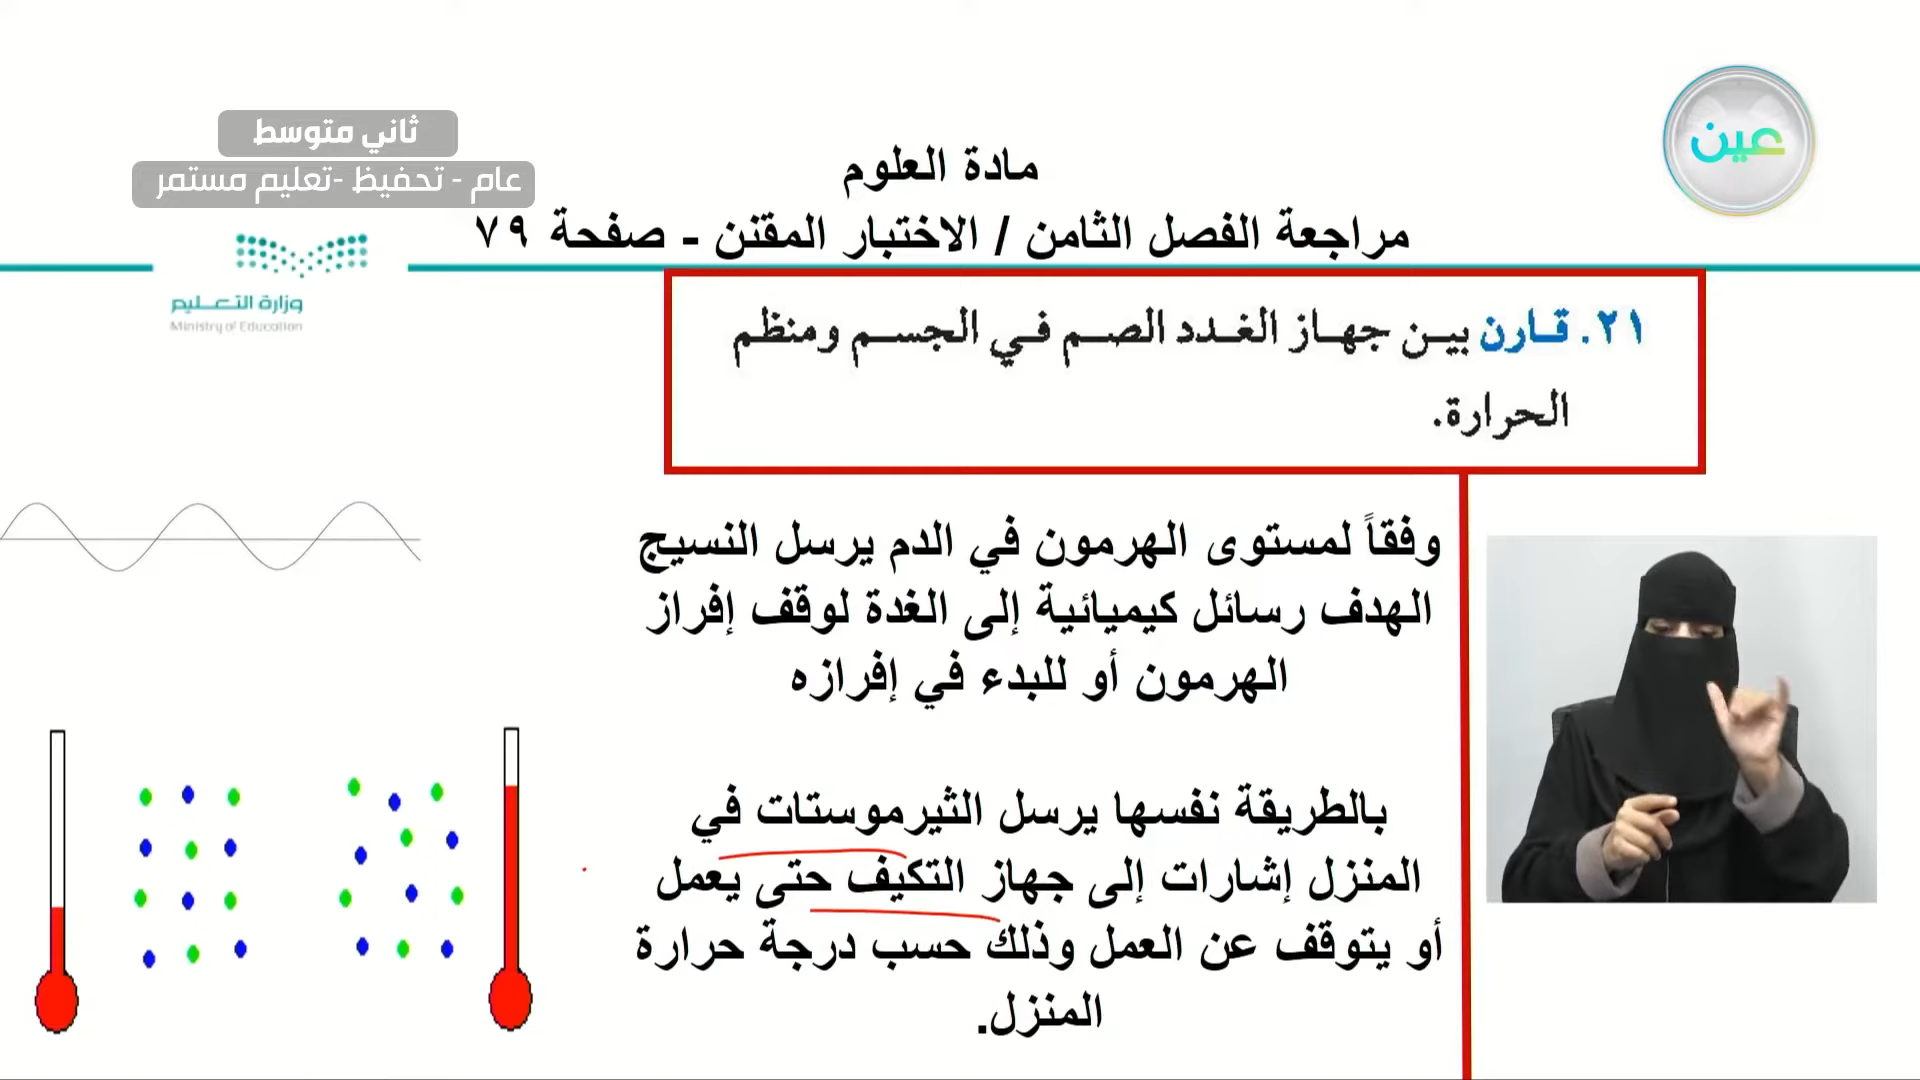 عين
ثاني متوسط
عام - تحفيظ -تعليم مستمر
مادة العلوم
مراجعة الفصل الثامن / الاختبار المقنن - صفحة ٧٩
وزارة التعليم
Ministry of Education
٢١. قارن بين جهاز الغدد الصم في الجسم ومنظم
الحرارة.
وفقاً لمستوى الهرمون في الدم يرسل النسيج
الهدف رسائل كيميائية إلى الغدة لوقف إفراز
الهرمون أو للبدء في إفرازه
بالطريقة نفسها يرسل الثيرموستات في
المنزل إشارات إلى جهاز التكيف حتى يعمل
أو يتوقف عن العمل وذلك حسب درجة حرارة
المنزل.